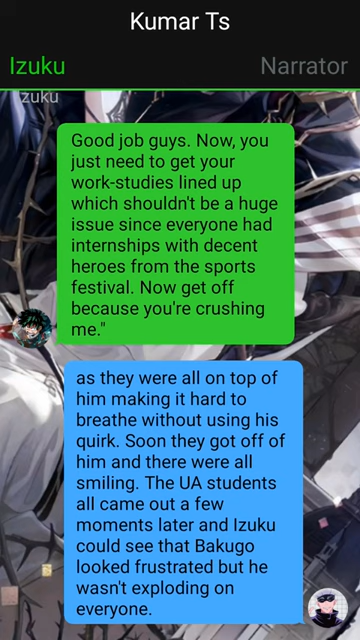 Kumar Ts
Izuku
Narrator
zuku
Good job guys. Now, you
just need to get your
work-studies lined up
which shouldn't be a huge
issue since everyone had
internships with decent
heroes from the sports
festival. Now get off
because you're crushing
me."
as they were all on top of
him making it hard to
breathe without using his
quirk. Soon they got off of
him and there were all
smiling. The UA students
all came out a few
moments later and Izuku
could see that Bakugo
looked frustrated but he
wasn't exploding on
everyone.